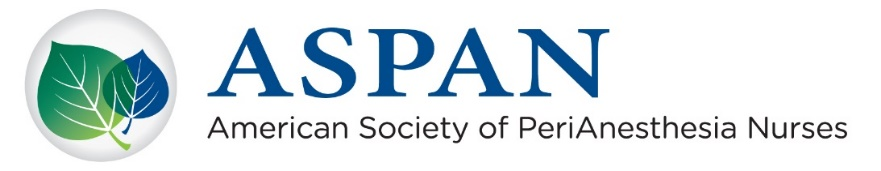 ASPAN
American Society of PeriAnesthesia Nurses